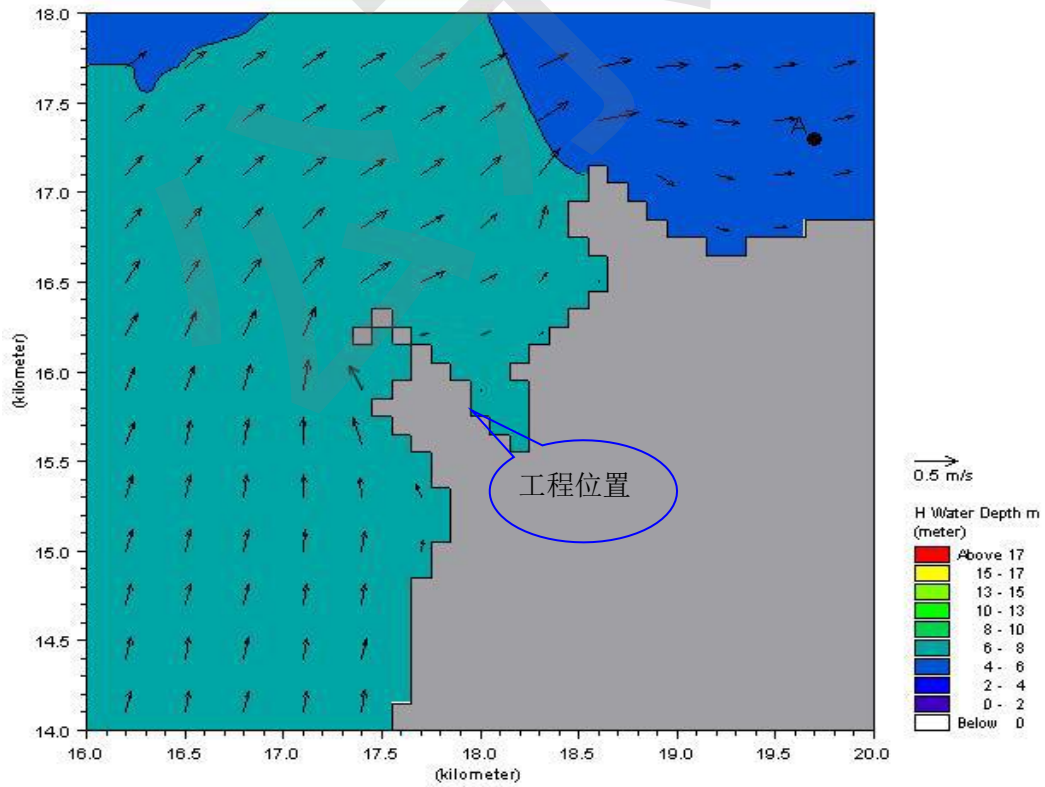 18.0
17.5
17.0
16.5
16.0
15.5
15.0
14.5
14.0
(kilometer)
16.0 16.5 17.0 17.5 18.0 18.5 19.0 19.5 20.0
(kilometer)
A
工程位置
0.5 m/s
H Water Depth m
(meter)
Above 17
15 - 17
13 - 15
10 - 13
8 - 10
6 - 8
4 - 6
2 - 4
0 - 2
Below 0